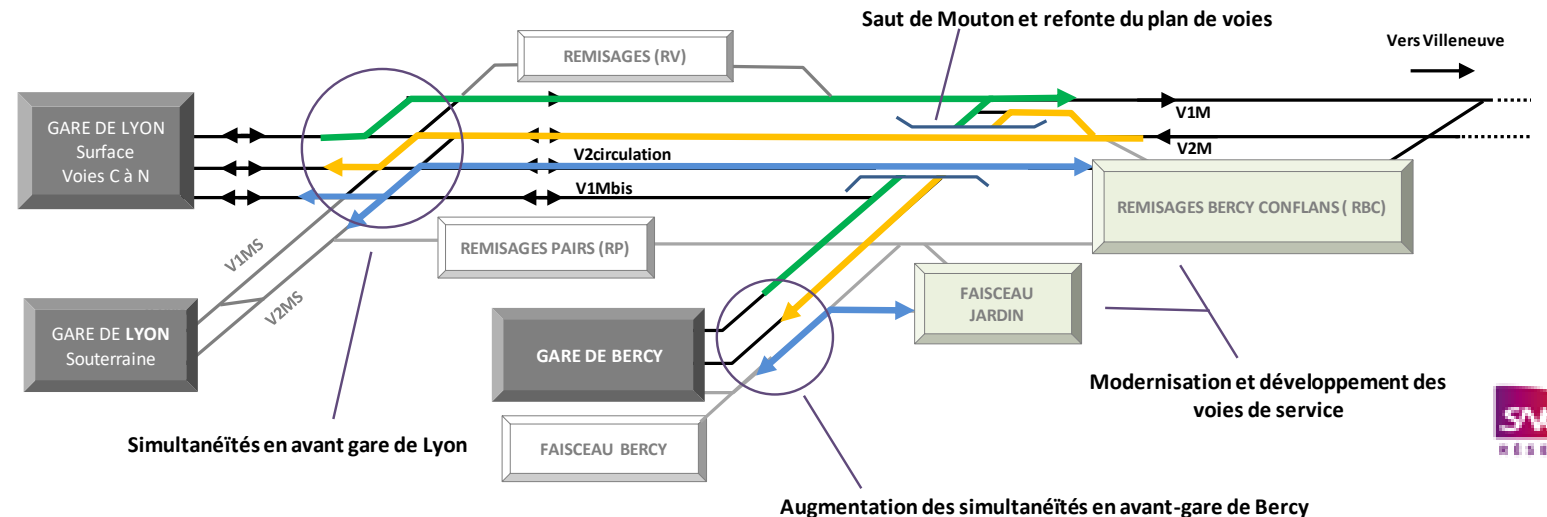 Saut de Mouton et refonte du plan de voies
Vers Villeneuve
REMISAGES (RV)
GARE DE LYON
Surface
Voies C à N
V1M
V2M
V2circulation
V1Mbis
REMISAGES BERCY CONFLANS ( RBC)
REMISAGES PAIRS (RP)
V1MS
V2MS
GARE DE LYON
Souterraine
FAISCEAU
JARDIN
GARE DE BERCY
Modernisation et développement des
voies de service
Simultanéïtés en avant gare de Lyon
FAISCEAU BERCY
Augmentation des simultanéïtés en avant-gare de Bercy